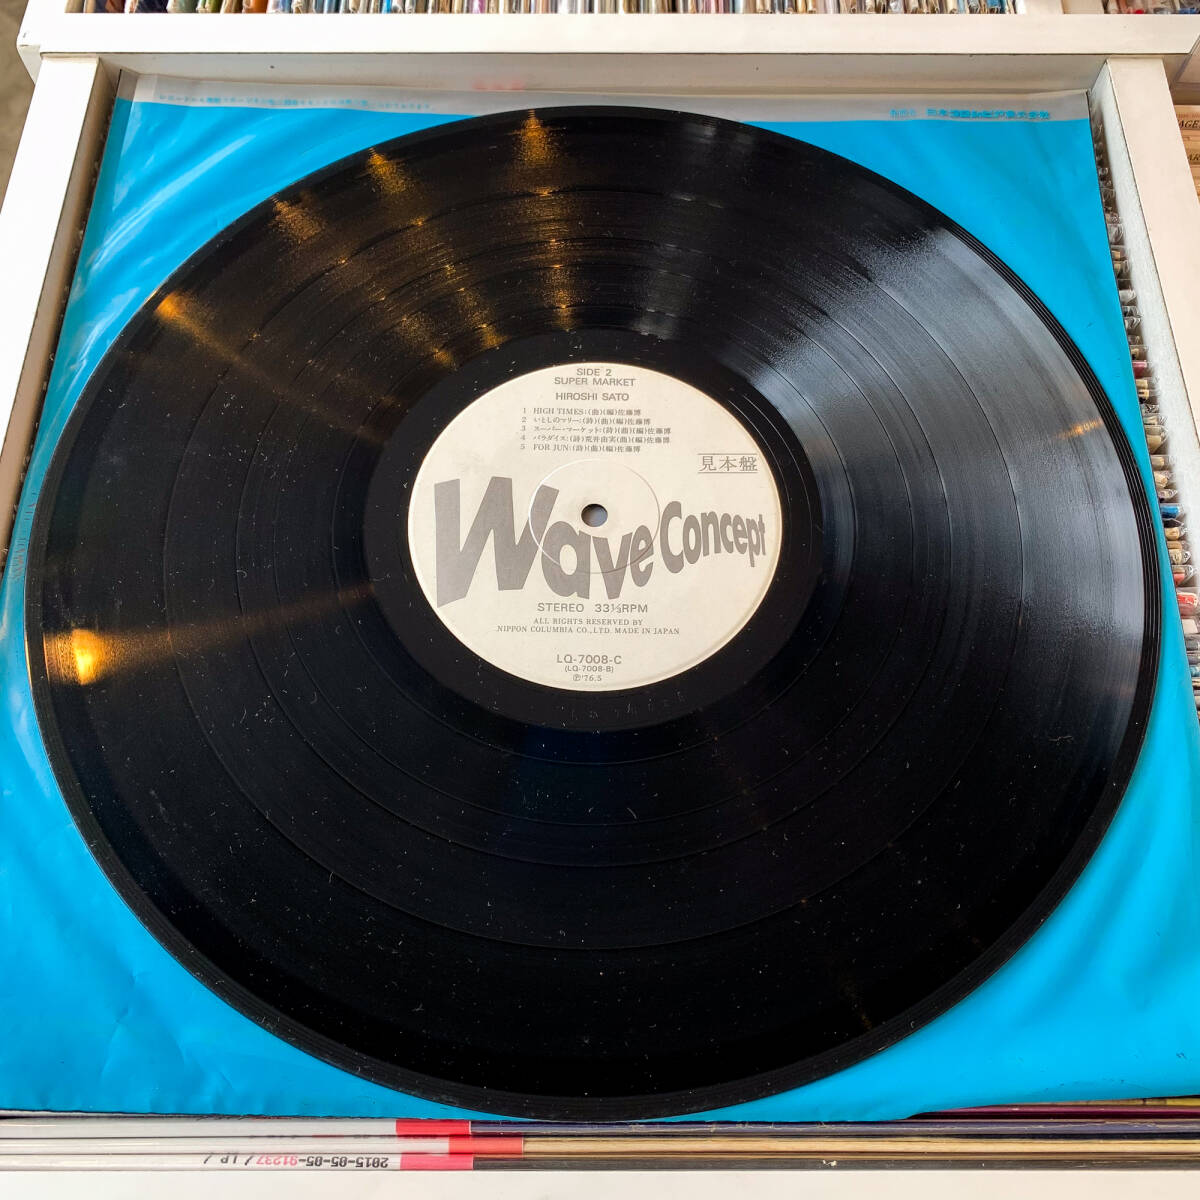 SIDE 2
SUPER MARKET
HIROSHI SATO
1 HIGH TIMES:(曲)(編)佐藤博
2 いとしのマリー:(詩)(曲)(編)佐藤博
3 スーパー・マーケット:(詩)(曲)(編)佐藤博
4 パラダイス:(詩)荒井由実(曲)(編)佐藤博
5 FOR JUN:(詩)(曲)(編)佐藤博
見本盤
Wave Concept
STEREO 33⅓RPM
ALL RIGHTS RESERVED BY
NIPPON COLUMBIA CO.,LTD. MADE IN JAPAN
LQ-7008-C
(LQ-7008-B)
Ⓟ'76.5
2015-05-05-91237 / LP /